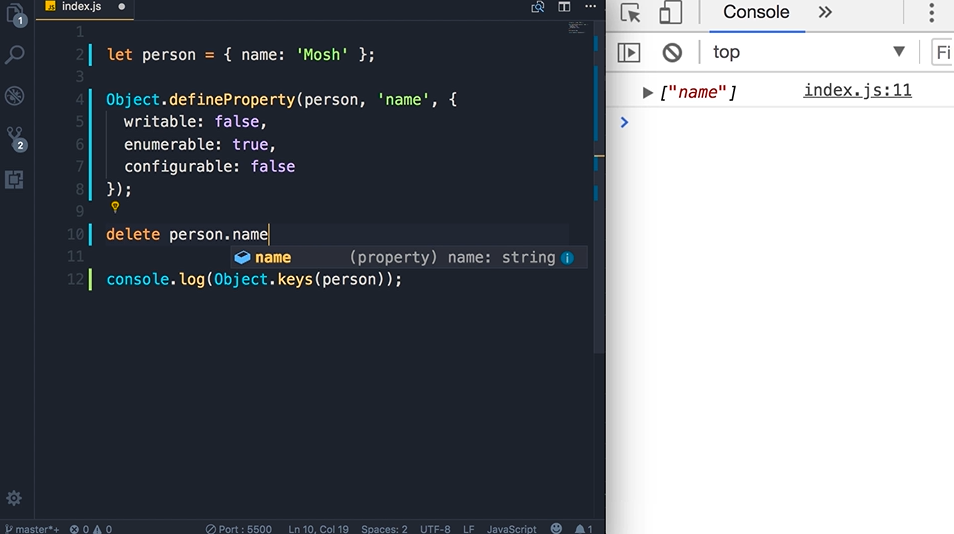 index.js
1
1
2 let person = { name: 'Mosh' };
3
4 Object.defineProperty(person, 'name', {
5 writable: false,
6 enumerable: true,
7 configurable: false
8 });
9
10 delete person.name
name (property) name: string
11
12 console.log(Object.keys(person));
2
master*+ 0 0 Port : 5500 Ln 10, Col 19 Spaces: 2 UTF-8 LF JavaScript 1
Console
top Fi
["name"] index.js:11